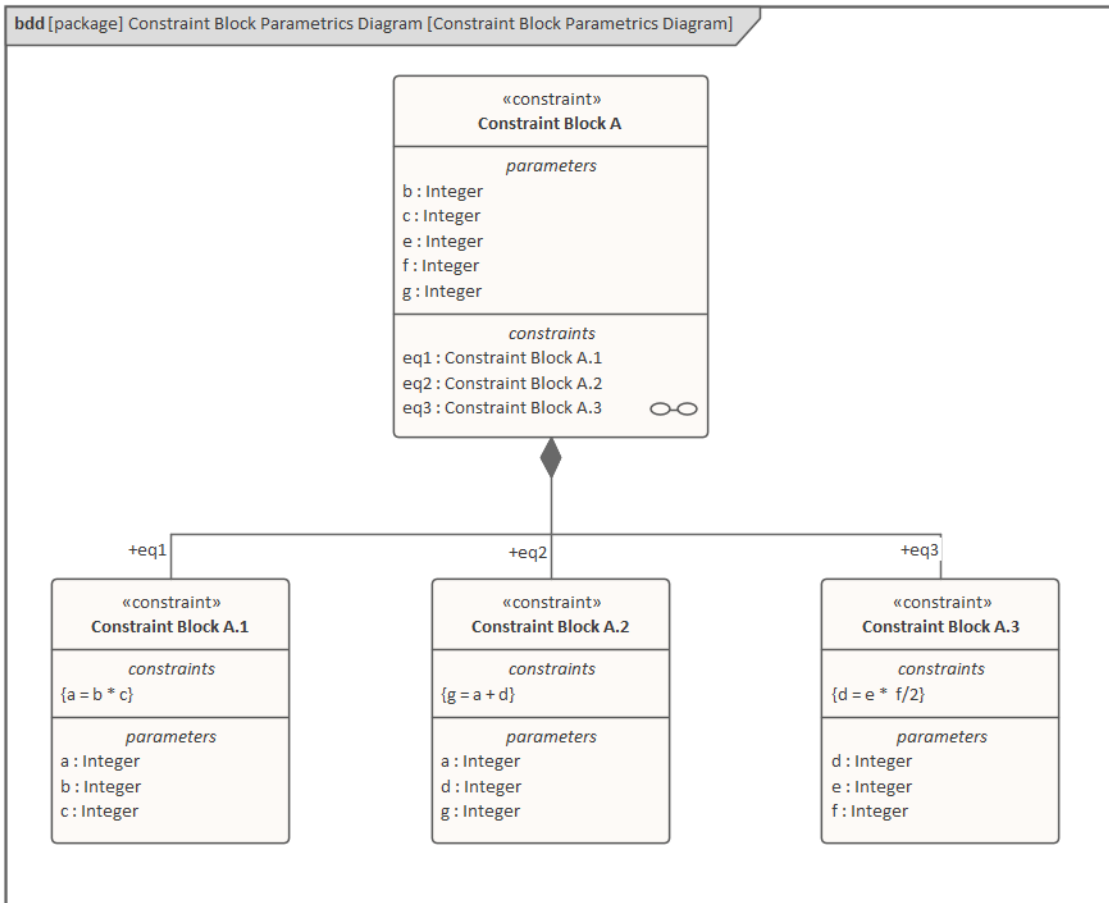 bdd [package] Constraint Block Parametrics Diagram [Constraint Block Parametrics Diagram]
«constraint»
Constraint Block A
parameters
b : Integer
c : Integer
e : Integer
f : Integer
g : Integer
constraints
eq1 : Constraint Block A.1
eq2 : Constraint Block A.2
eq3 : Constraint Block A.3
+eq1
+eq2
+eq3
«constraint»
Constraint Block A.1
constraints
{a = b * c}
parameters
a : Integer
b : Integer
c : Integer
«constraint»
Constraint Block A.2
constraints
{g = a + d}
parameters
a : Integer
d : Integer
g : Integer
«constraint»
Constraint Block A.3
constraints
{d = e * f/2}
parameters
d : Integer
e : Integer
f : Integer